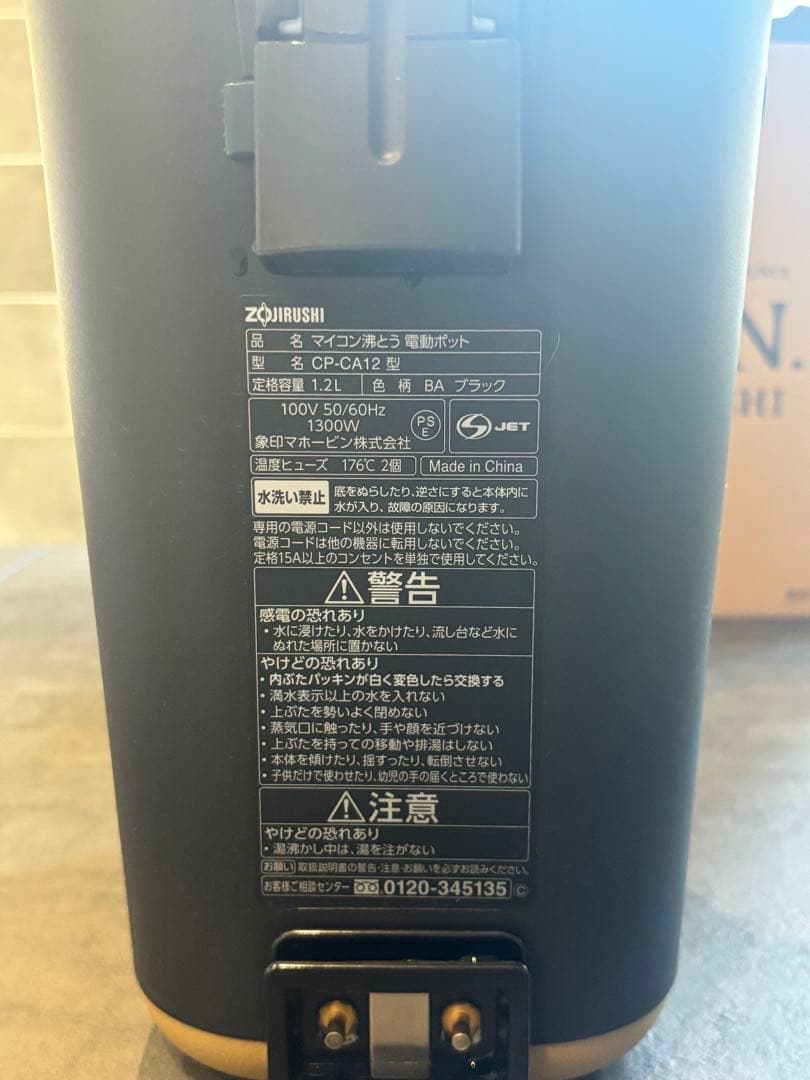 ZOJIRUSHI
品 名 マイコン沸とう 電動ポット
型 名 CP-CA12 型
定格容量 1.2L 色 柄 BA ブラック
100V 50/60Hz
1300W
象印マホービン株式会社
PS
E
S JET
温度ヒューズ 176℃ 2個 Made in China
水洗い禁止 底をぬらしたり、逆さにすると本体内に
水が入り、故障の原因になります。
専用の電源コード以外は使用しないでください。
電源コードは他の機器に転用しないでください。
定格15A以上のコンセントを単独で使用してください。
警告
感電の恐れあり
・水に浸けたり、水をかけたり、流し台など水に
ぬれた場所に置かない
やけどの恐れあり
・内ぶたパッキンが白く変色したら交換する
・満水表示以上の水を入れない
・上ぶたを勢いよく閉めない
・蒸気口に触ったり、手や顔を近づけない
・上ぶたを持っての移動や排湯はしない
・本体を傾けたり、揺すったり、転倒させない
・子供だけで使わせたり、幼児の手の届くところで使わない
注意
やけどの恐れあり
・湯沸かし中は、湯を注がない
お願い 取扱説明書の警告・注意・お願いを必ずお読みください。
お客様ご相談センター 0120-345135 Ⓒ
N.
HI